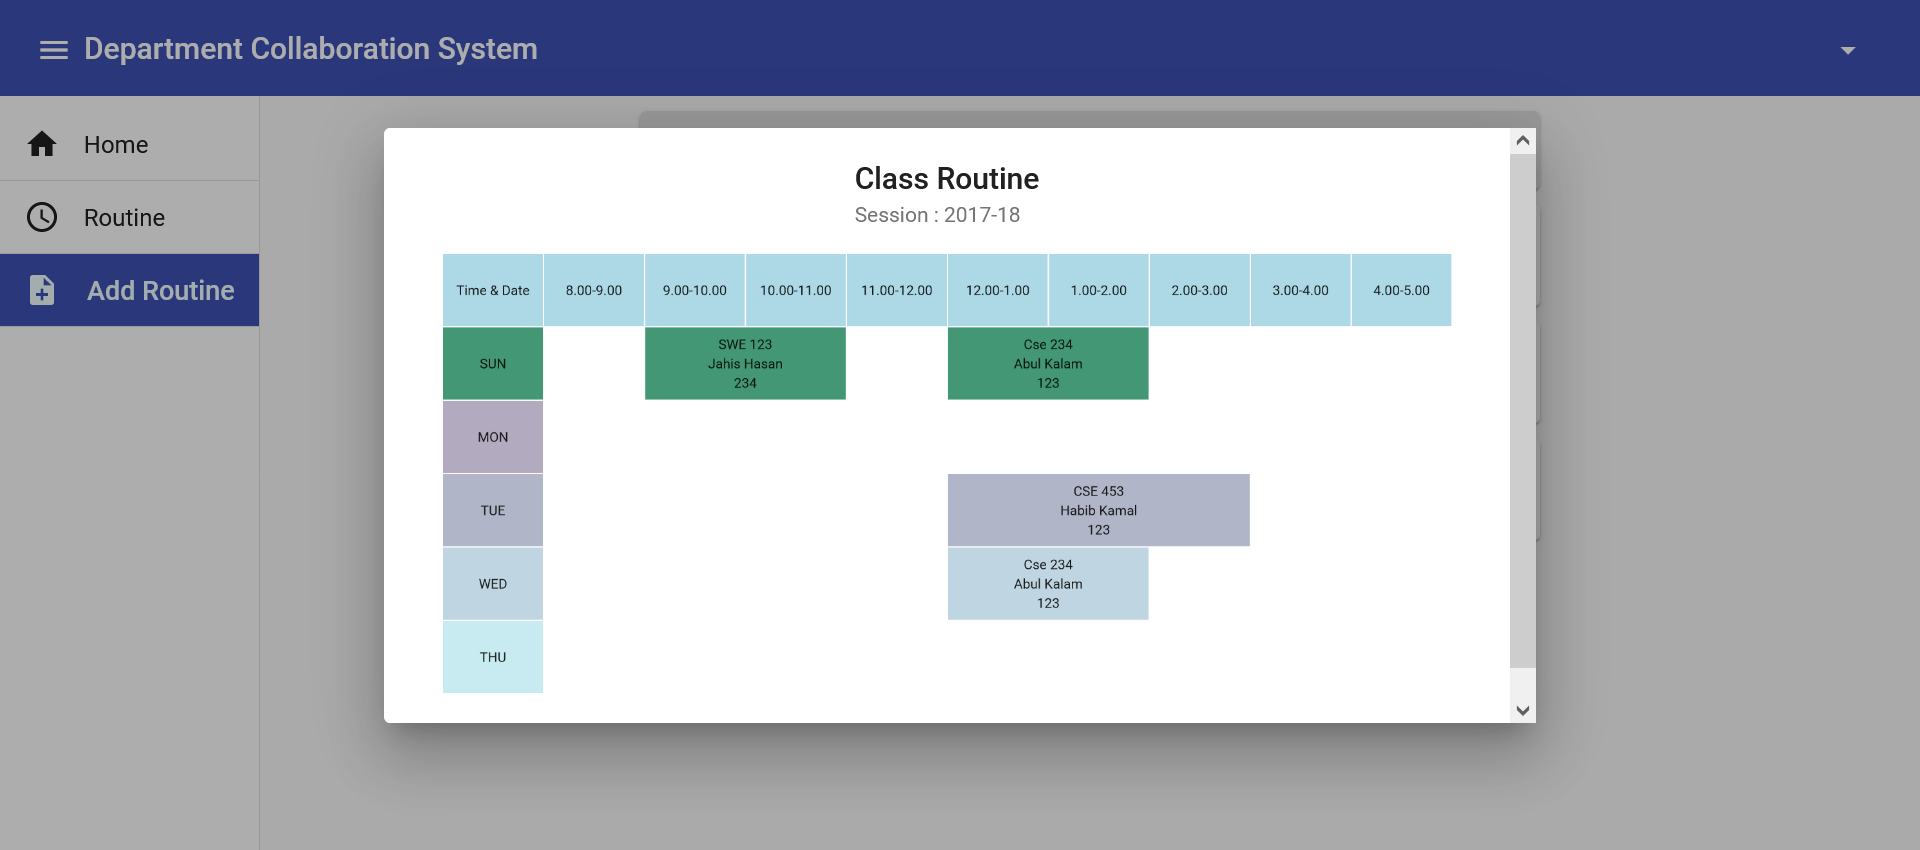 Department Collaboration System
Home
Routine
Add Routine
Class Routine
Session : 2017-18
Time & Date 8.00-9.00 9.00-10.00 10.00-11.00 11.00-12.00 12.00-1.00 1.00-2.00 2.00-3.00 3.00-4.00 4.00-5.00
SUN
SWE 123
Jahis Hasan
234
Cse 234
Abul Kalam
123
MON
TUE
CSE 453
Habib Kamal
123
WED
Cse 234
Abul Kalam
123
THU